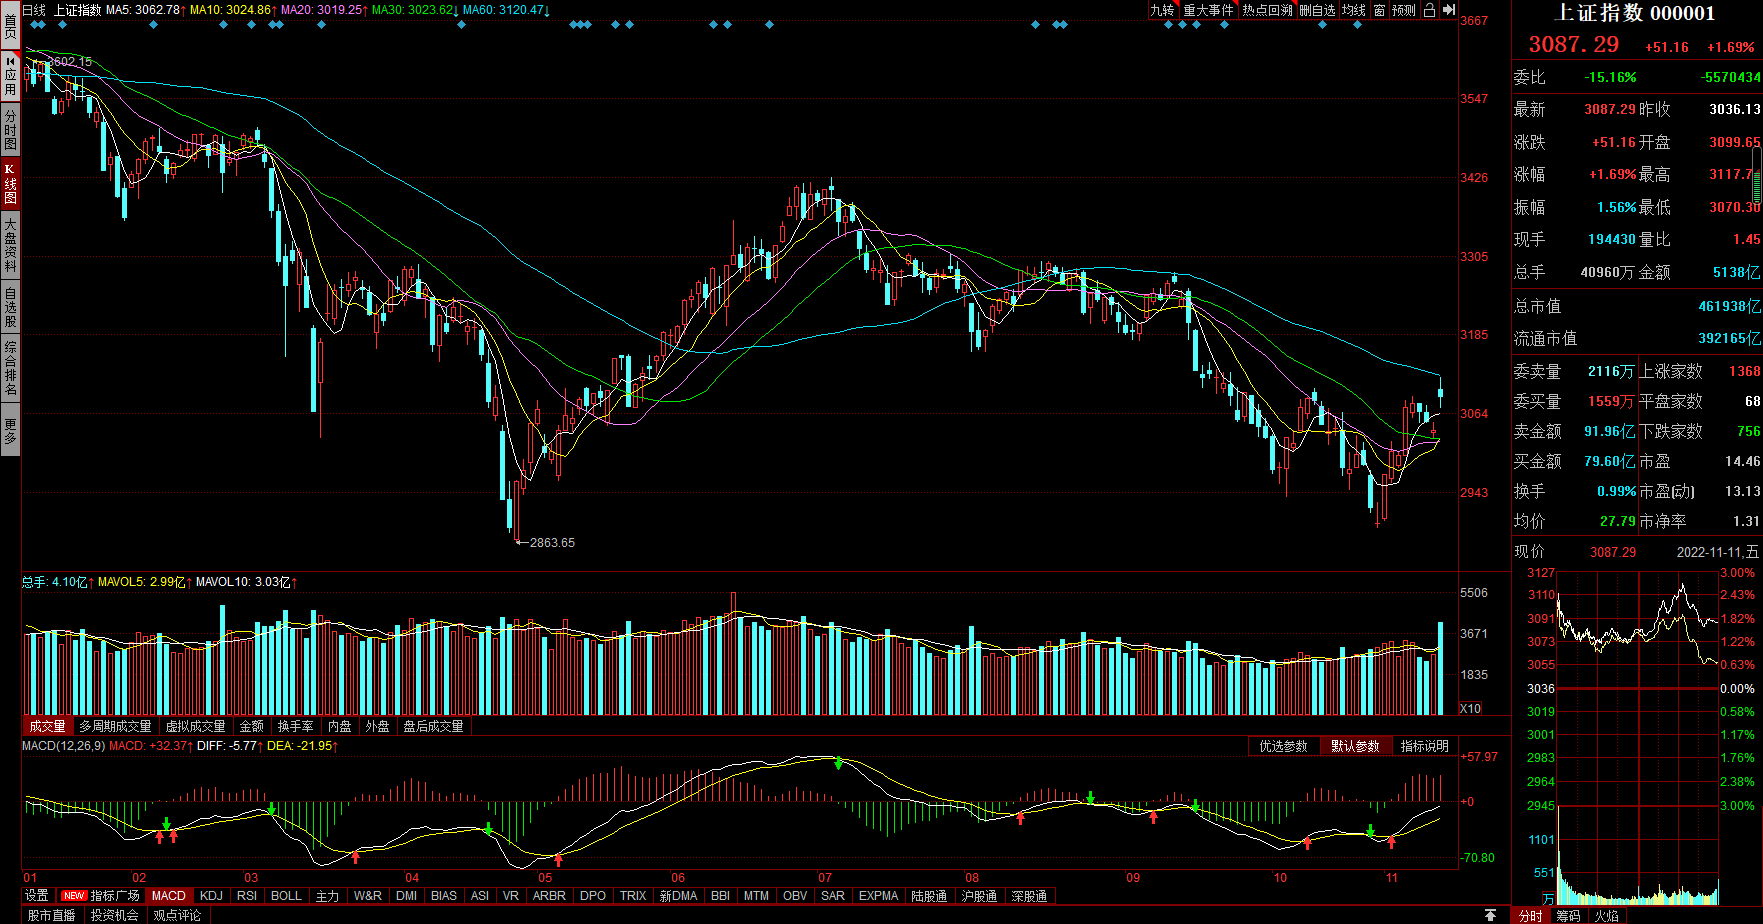 首页
应用
分时图
K线图
大盘资料
自选股
综合排名
更多
日线 上证指数 MA5: 3062.78↑ MA10: 3024.86↑ MA20: 3019.25↑ MA30: 3023.62↓ MA60: 3120.47↓
九转 重大事件 热点回溯 删自选 均线 窗 预测
3602.15
2863.65
3667
3547
3426
3305
3185
3064
2943
总手: 4.10亿↑ MAVOL5: 2.99亿↑ MAVOL10: 3.03亿↑
5506
3671
1835
X10
成交量 多周期成交量 虚拟成交量 金额 换手率 内盘 外盘 盘后成交量
MACD(12,26,9) MACD: +32.37↑ DIFF: -5.77↑ DEA: -21.95↑
优选参数 默认参数 指标说明
+57.97
+0
-70.80
01 02 03 04 05 06 07 08 09 10 11
设置 NEW 指标广场 MACD KDJ RSI BOLL 主力 W&R DMI BIAS ASI VR ARBR DPO TRIX 新DMA BBI MTM OBV SAR EXPMA 陆股通 沪股通 深股通
股市直播 投资机会 观点评论
上证指数 000001
3087.29 +51.16 +1.69%
委比 -15.16% -5570434
最新 3087.29 昨收 3036.13
涨跌 +51.16 开盘 3099.65
涨幅 +1.69% 最高 3117.7
振幅 1.56% 最低 3070.30
现手 194430 量比 1.45
总手 40960万 金额 5138亿
总市值 461938亿
流通市值 392165亿
委卖量 2116万 上涨家数 1368
委买量 1559万 平盘家数 68
卖金额 91.96亿 下跌家数 756
买金额 79.60亿 市盈 14.46
换手 0.99% 市盈(动) 13.13
均价 27.79 市净率 1.31
现价 3087.29 2022-11-11,五
3127 3.00%
3110 2.43%
3091 1.82%
3073 1.22%
3055 0.63%
3036 0.00%
3019 0.58%
3001 1.17%
2983 1.76%
2964 2.38%
2945 3.00%
1101
551
万
分时 筹码 火焰